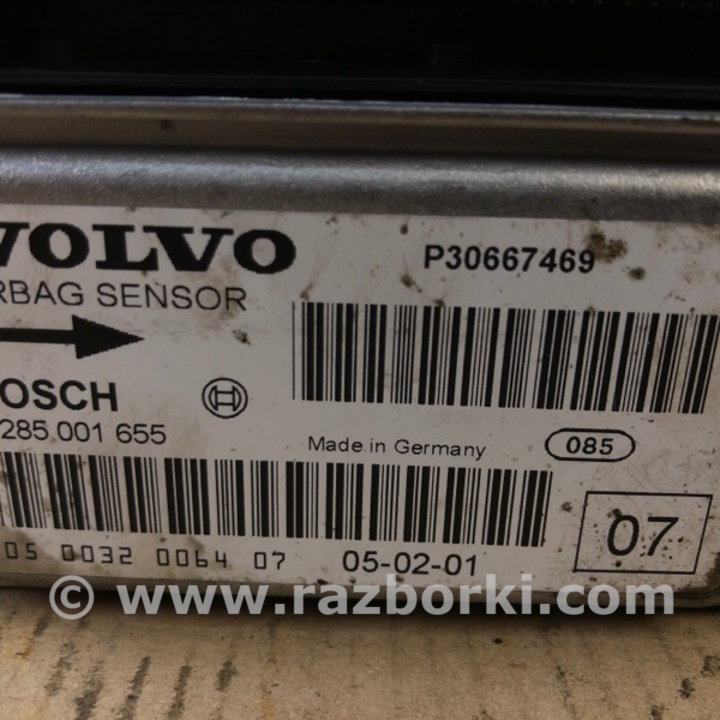 VOLVO
P30667469
RBAG SENSOR
OSCH
285 001 655
Made in Germany
085
07
05 0032 0064 07
05-02-01
© www.razborki.com